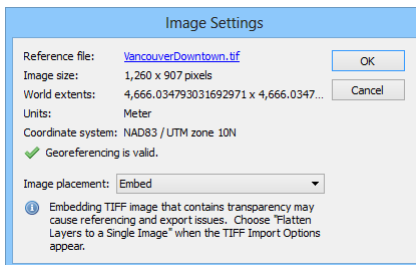 Image Settings
Reference file: VancouverDowntown.tif
OK
Image size: 1,260 x 907 pixels
World extents: 4,666.034793031692971 x 4,666.0347...
Cancel
Units: Meter
Coordinate system: NAD83 / UTM zone 10N
Georeferencing is valid.
Image placement: Embed
Embedding TIFF image that contains transparency may
cause referencing and export issues. Choose "Flatten
Layers to a Single Image" when the TIFF Import Options
appear.